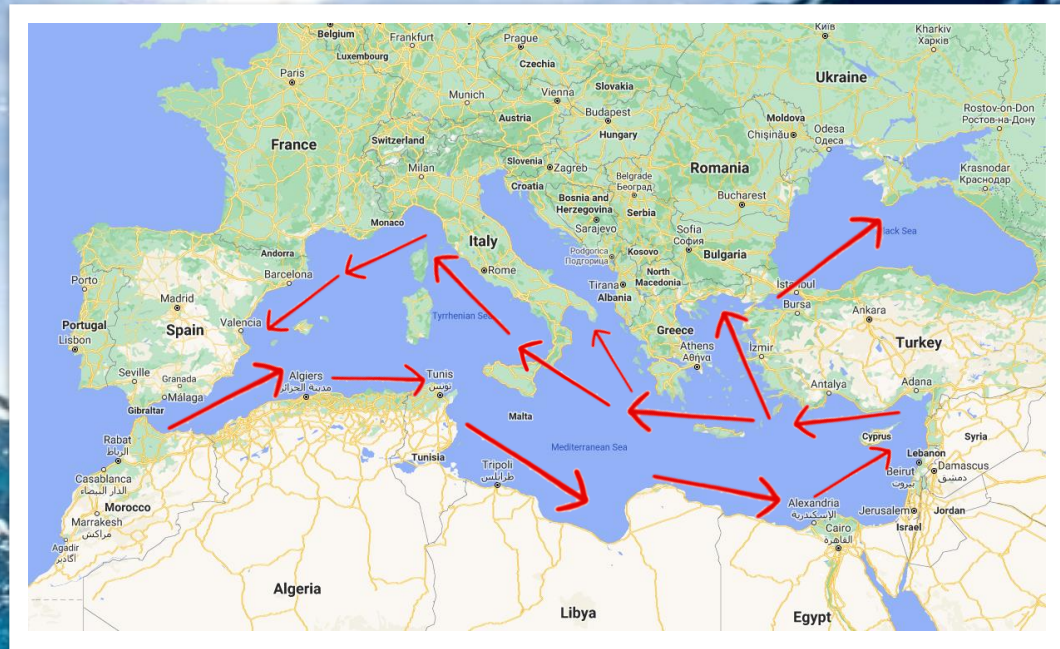 Belgium
Frankfurt
Prague
Київ
Kharkiv
Харків
Luxembourg
Czechia
Paris
Ukraine
Munich
Vienna
Slovakia
Rostov-on-Don
Ростов-на-Дону
Austria
Budapest
Hungary
Moldova
Chișinău
Odesa
Одеса
France
Switzerland
Slovenia
Zagreb
Romania
Krasnodar
Краснодар
Milan
Croatia
Belgrade
Београд
Bucharest
Bosnia and
Herzegovina
Serbia
Monaco
Sarajevo
Sofia
София
lack Sea
Italy
Andorra
Podgorica
Подгорица
Kosovo
Bulgaria
Barcelona
Rome
North
Macedonia
Porto
Tirana
Albania
Istanbul
Bursa
Madrid
Ankara
Valencia
Tyrrhenian Sea
Portugal
Lisbon
Spain
Greece
Athens
Αθήνα
İzmir
Turkey
Seville
Granada
Algiers
مدينة الجزائر
Tunis
تونس
Antalya
Adana
Málaga
Gibraltar
Malta
Rabat
الرباط
Cyprus
Syria
Mediterranean Sea
Tunisia
Lebanon
Beirut
بيروت
Damascus
دمشق
Casablanca
الدار البيضاء
Tripoli
طرابلس
Morocco
Alexandria
الإسكندرية
Jerusalem
Jordan
Marrakesh
مراكش
Cairo
القاهرة
Israel
Agadir
أكادير
Algeria
Libya
Egypt